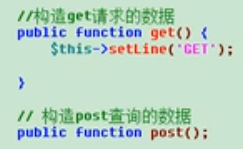 //构造get请求的数据
public function get() {
$this->setLine('GET');
}
// 构造post查询的数据
public function post();